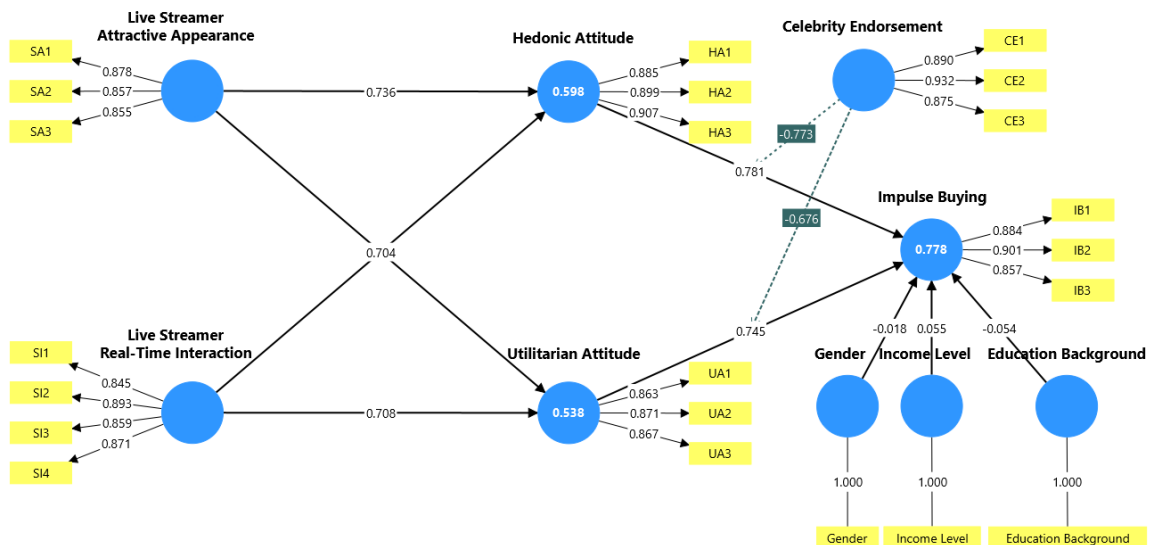 Live Streamer
Attractive Appearance
SA1
SA2
SA3
0.878
0.857
0.855
0.736
Hedonic Attitude
0.598
0.885
0.899
0.907
HA1
HA2
HA3
Celebrity Endorsement
0.890
0.932
0.875
CE1
CE2
CE3
-0.773
0.781
-0.676
0.704
Impulse Buying
0.778
0.884
0.901
0.857
IB1
IB2
IB3
Live Streamer
Real-Time Interaction
SI1
SI2
SI3
SI4
0.845
0.893
0.859
0.871
0.708
Utilitarian Attitude
0.538
0.863
0.871
0.867
UA1
UA2
UA3
0.745
-0.018
0.055
-0.054
Gender
Income Level
Education Background
1.000
1.000
1.000
Gender
Income Level
Education Background